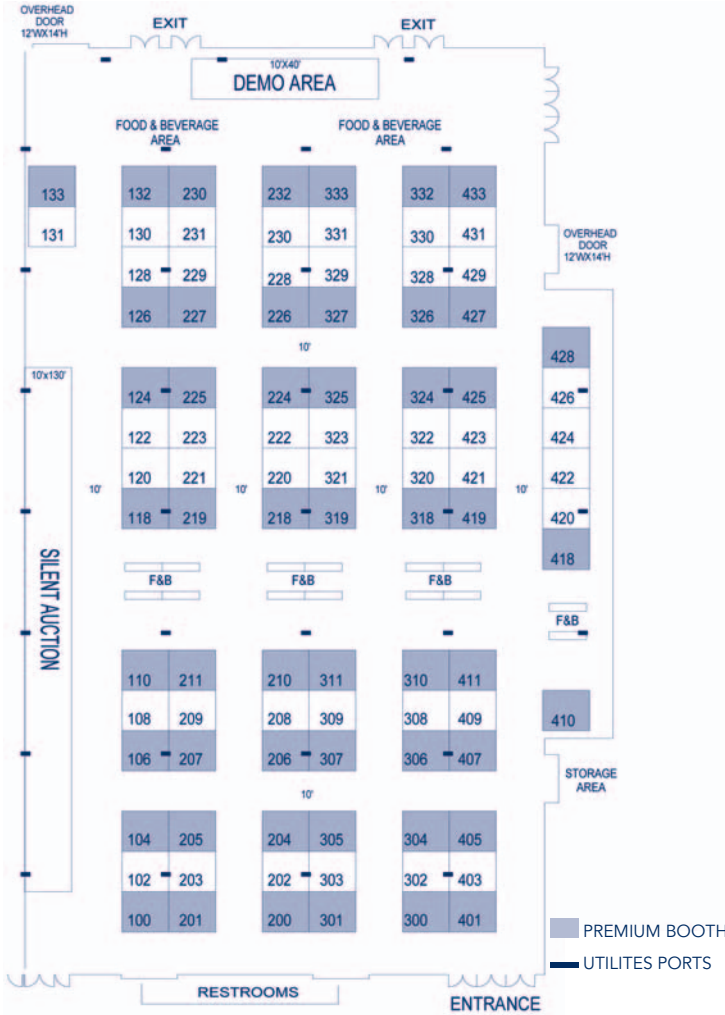 OVERHEAD
DOOR
12'WX14'H
EXIT
EXIT
10'X40'
DEMO AREA
FOOD & BEVERAGE
AREA
FOOD & BEVERAGE
AREA
133
132 230
232 333
332 433
131
130 231
230 331
330 431
OVERHEAD
DOOR
12'WX14'H
128 229
228 329
328 429
126 227
226 327
326 427
10'
428
10'x130'
124 225
224 325
324 425
426
122 223
222 323
322 423
424
120 221
220 321
320 421
422
10'
10'
10'
10'
118 219
218 319
318 419
420
418
SILENT AUCTION
F&B
F&B
F&B
F&B
110 211
210 311
310 411
108 209
208 309
308 409
410
106 207
206 307
306 407
STORAGE
AREA
10'
104 205
204 305
304 405
102 203
202 303
302 403
100 201
200 301
300 401
PREMIUM BOOTH
UTILITES PORTS
RESTROOMS
ENTRANCE